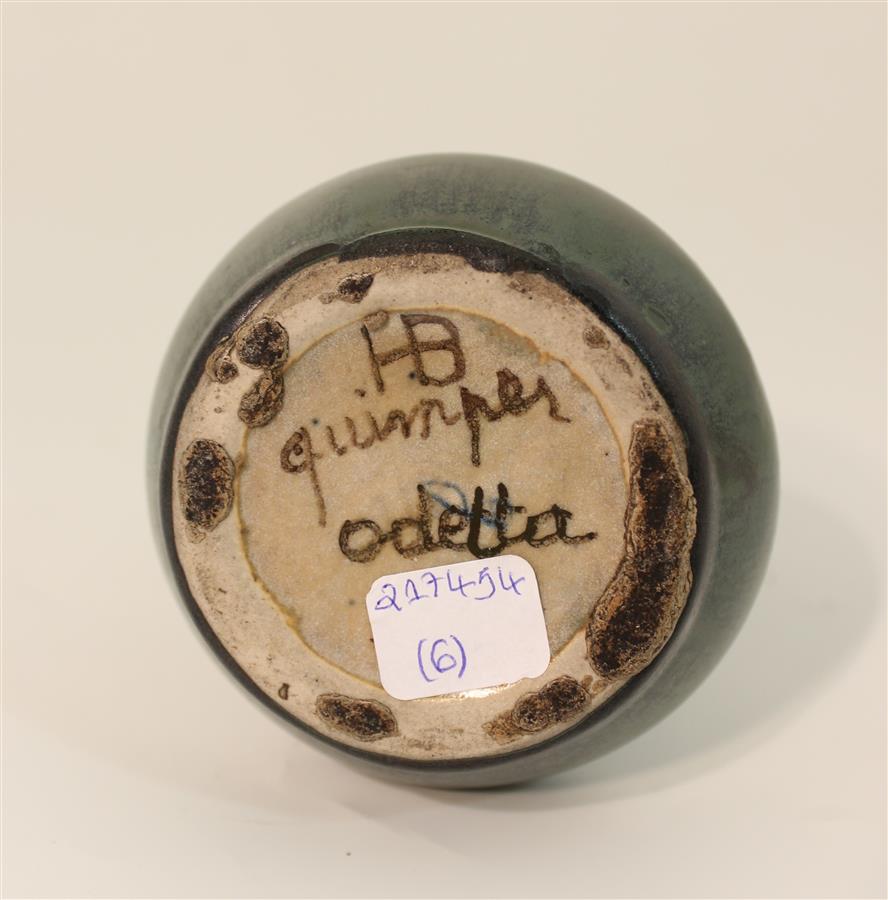 HB
quimper
odetta
217454
(6)